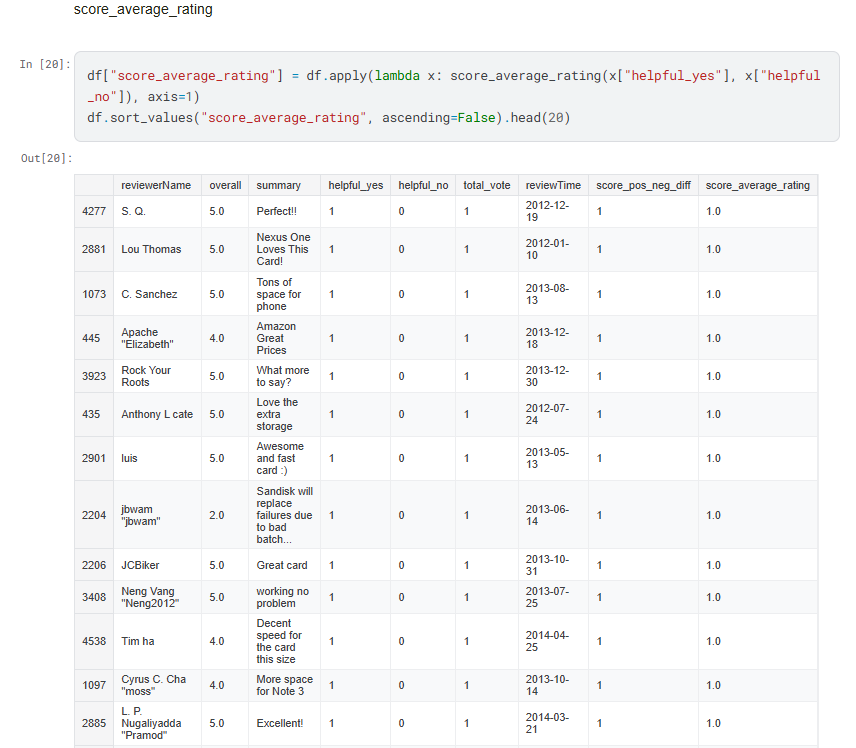 score_average_rating
In [20]:
df["score_average_rating"] = df.apply(lambda x: score_average_rating(x["helpful_yes"], x["helpful
_no"]), axis=1)
df.sort_values("score_average_rating", ascending=False).head(20)
Out[20]:
reviewerName overall summary helpful_yes helpful_no total_vote reviewTime score_pos_neg_diff score_average_rating
4277 S. Q. 5.0 Perfect!! 1 0 1 2012-12-
19 1 1.0
2881 Lou Thomas 5.0 Nexus One
Loves This
Card! 1 0 1 2012-01-
10 1 1.0
1073 C. Sanchez 5.0 Tons of
space for
phone 1 0 1 2013-08-
13 1 1.0
445 Apache
"Elizabeth" 4.0 Amazon
Great
Prices 1 0 1 2013-12-
18 1 1.0
3923 Rock Your
Roots 5.0 What more
to say? 1 0 1 2013-12-
30 1 1.0
435 Anthony L cate 5.0 Love the
extra
storage 1 0 1 2012-07-
24 1 1.0
2901 luis 5.0 Awesome
and fast
card :) 1 0 1 2013-05-
13 1 1.0
2204 jbwam
"jbwam" 2.0 Sandisk will
replace
failures due
to bad
batch... 1 0 1 2013-06-
14 1 1.0
2206 JCBiker 5.0 Great card 1 0 1 2013-10-
31 1 1.0
3408 Neng Vang
"Neng2012" 5.0 working no
problem 1 0 1 2013-07-
25 1 1.0
4538 Tim ha 4.0 Decent
speed for
the card
this size 1 0 1 2014-04-
25 1 1.0
1097 Cyrus C. Cha
"moss" 4.0 More space
for Note 3 1 0 1 2013-10-
14 1 1.0
2885 L. P.
Nugaliyadda
"Pramod" 5.0 Excellent! 1 0 1 2014-03-
21 1 1.0